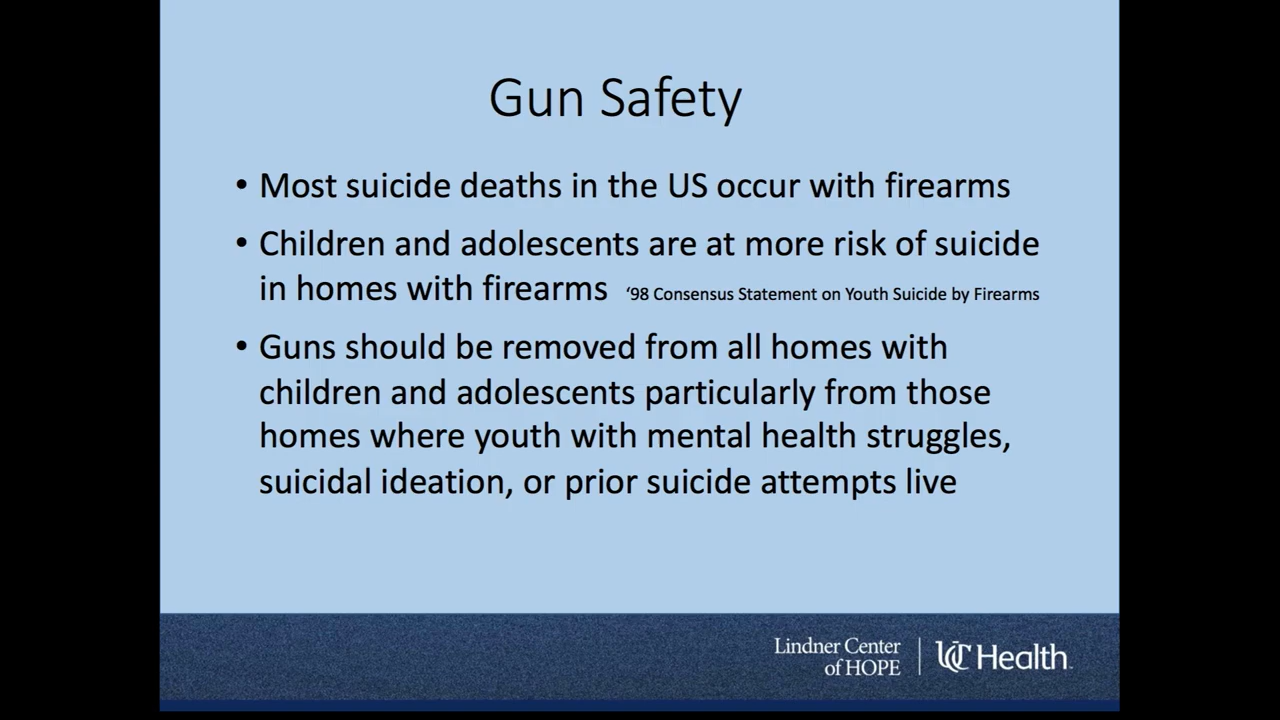 Gun Safety
• Most suicide deaths in the US occur with firearms
• Children and adolescents are at more risk of suicide
in homes with firearms ‘98 Consensus Statement on Youth Suicide by Firearms
• Guns should be removed from all homes with
children and adolescents particularly from those
homes where youth with mental health struggles,
suicidal ideation, or prior suicide attempts live
Lindner Center
of HOPE
UC Health